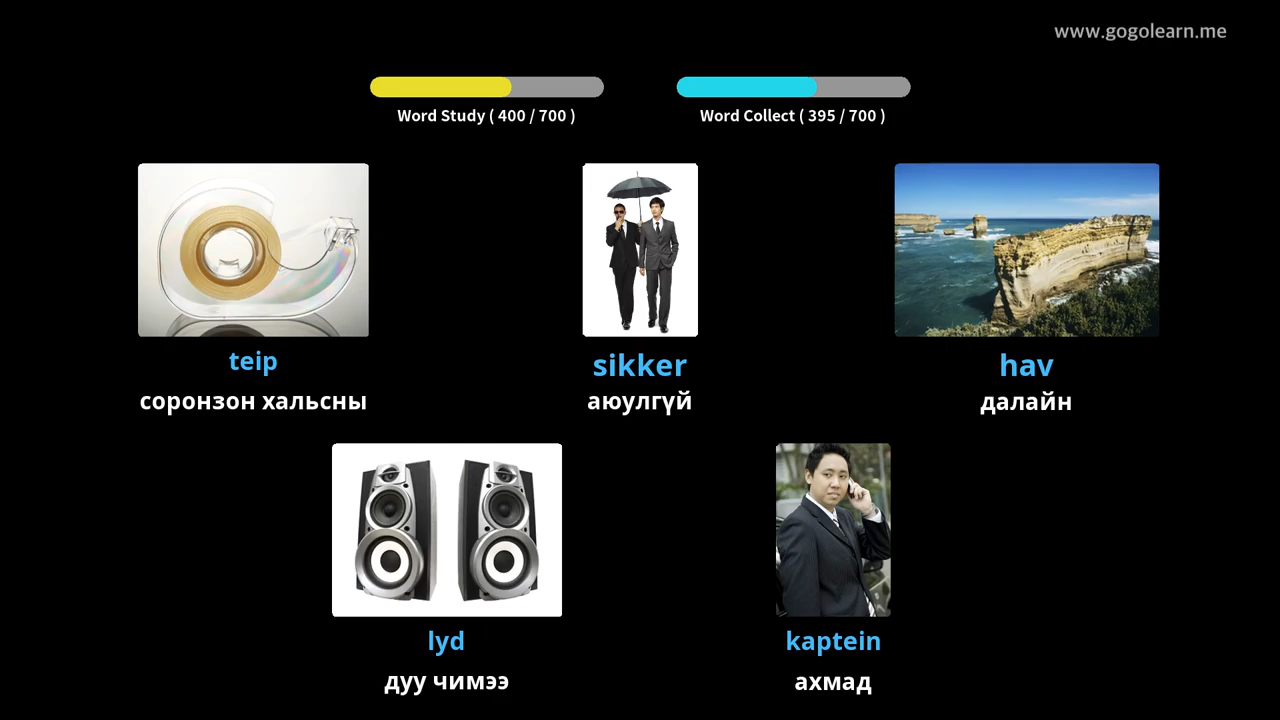 www.gogolearn.me
Word Study ( 400 / 700 )
Word Collect ( 395 / 700 )
teip
соронзон хальсны
sikker
аюулгүй
hav
далайн
lyd
дуу чимээ
kaptein
ахмад